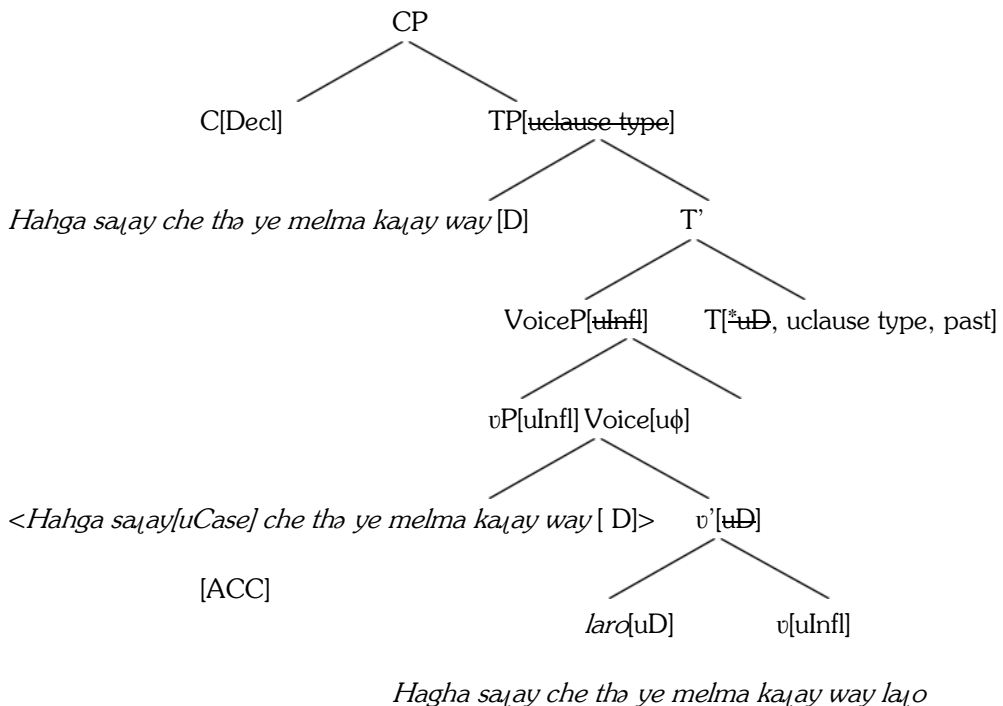 CP
C[Decl] TP[uclause type]
Hahga saɻay che thə ye melma kaɻay way [D] T’
VoiceP[uInfl] T[*uD, uclause type, past]
ʋP[uInfl] Voice[uϕ]
<Hahga saɻay[uCase] che thə ye melma kaɻay way [ D]> ʋ’[uD]
[ACC]
laro[uD] ʋ[uInfl]
Hagha saɻay che thə ye melma kaɻay way laɻo